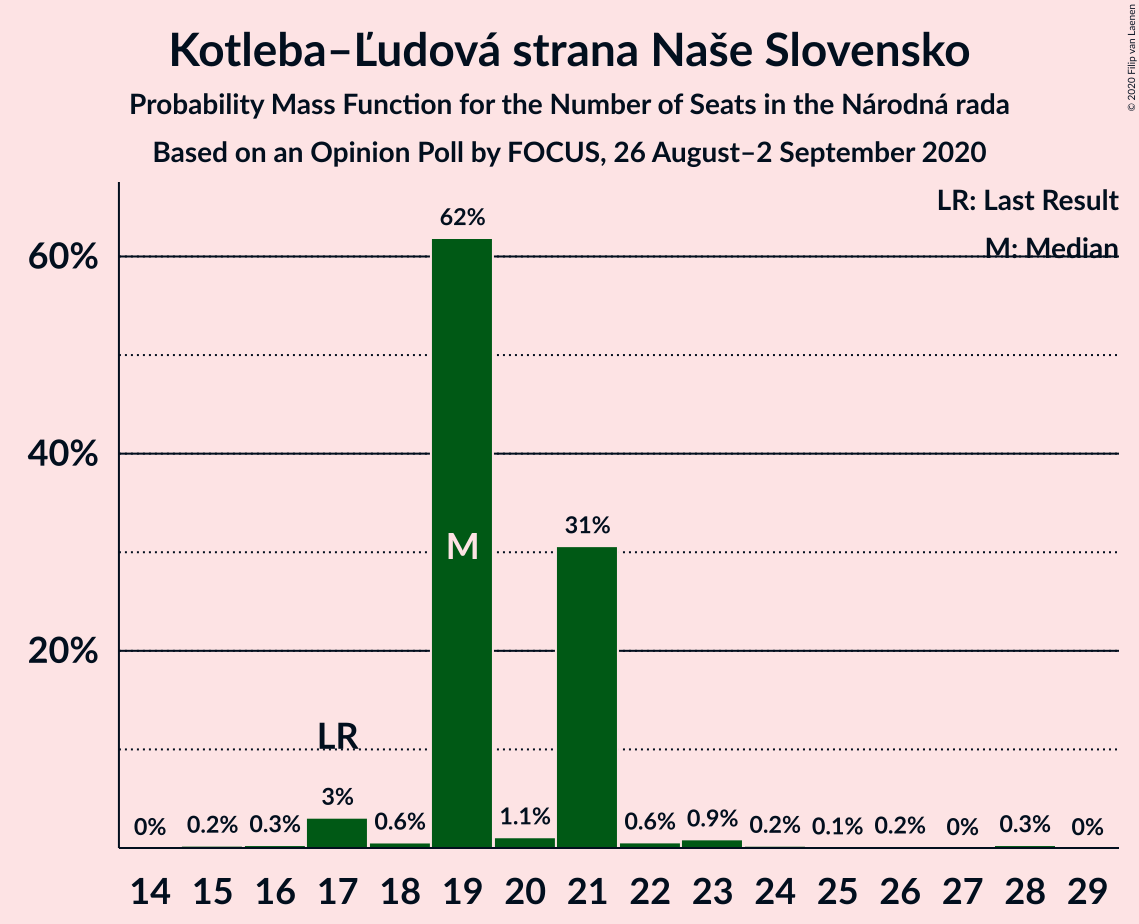 Kotleba–Ľudová strana Naše Slovensko
Probability Mass Function for the Number of Seats in the Národná rada
Based on an Opinion Poll by FOCUS, 26 August–2 September 2020
© 2020 Filip van Laenen
LR: Last Result
M: Median
60%
40%
20%
62%
M
31%
LR
0% 0.2% 0.3% 3% 0.6% 1.1% 0.6% 0.9% 0.2% 0.1% 0.2% 0% 0.3% 0%
14 15 16 17 18 19 20 21 22 23 24 25 26 27 28 29